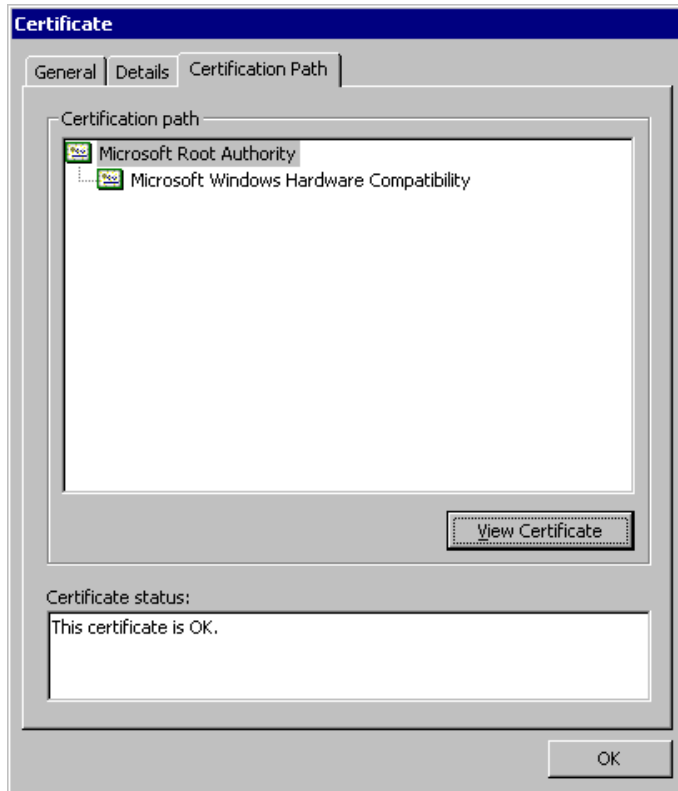 Certificate
General Details Certification Path
Certification path
Microsoft Root Authority
Microsoft Windows Hardware Compatibility
View Certificate
Certificate status:
This certificate is OK.
OK